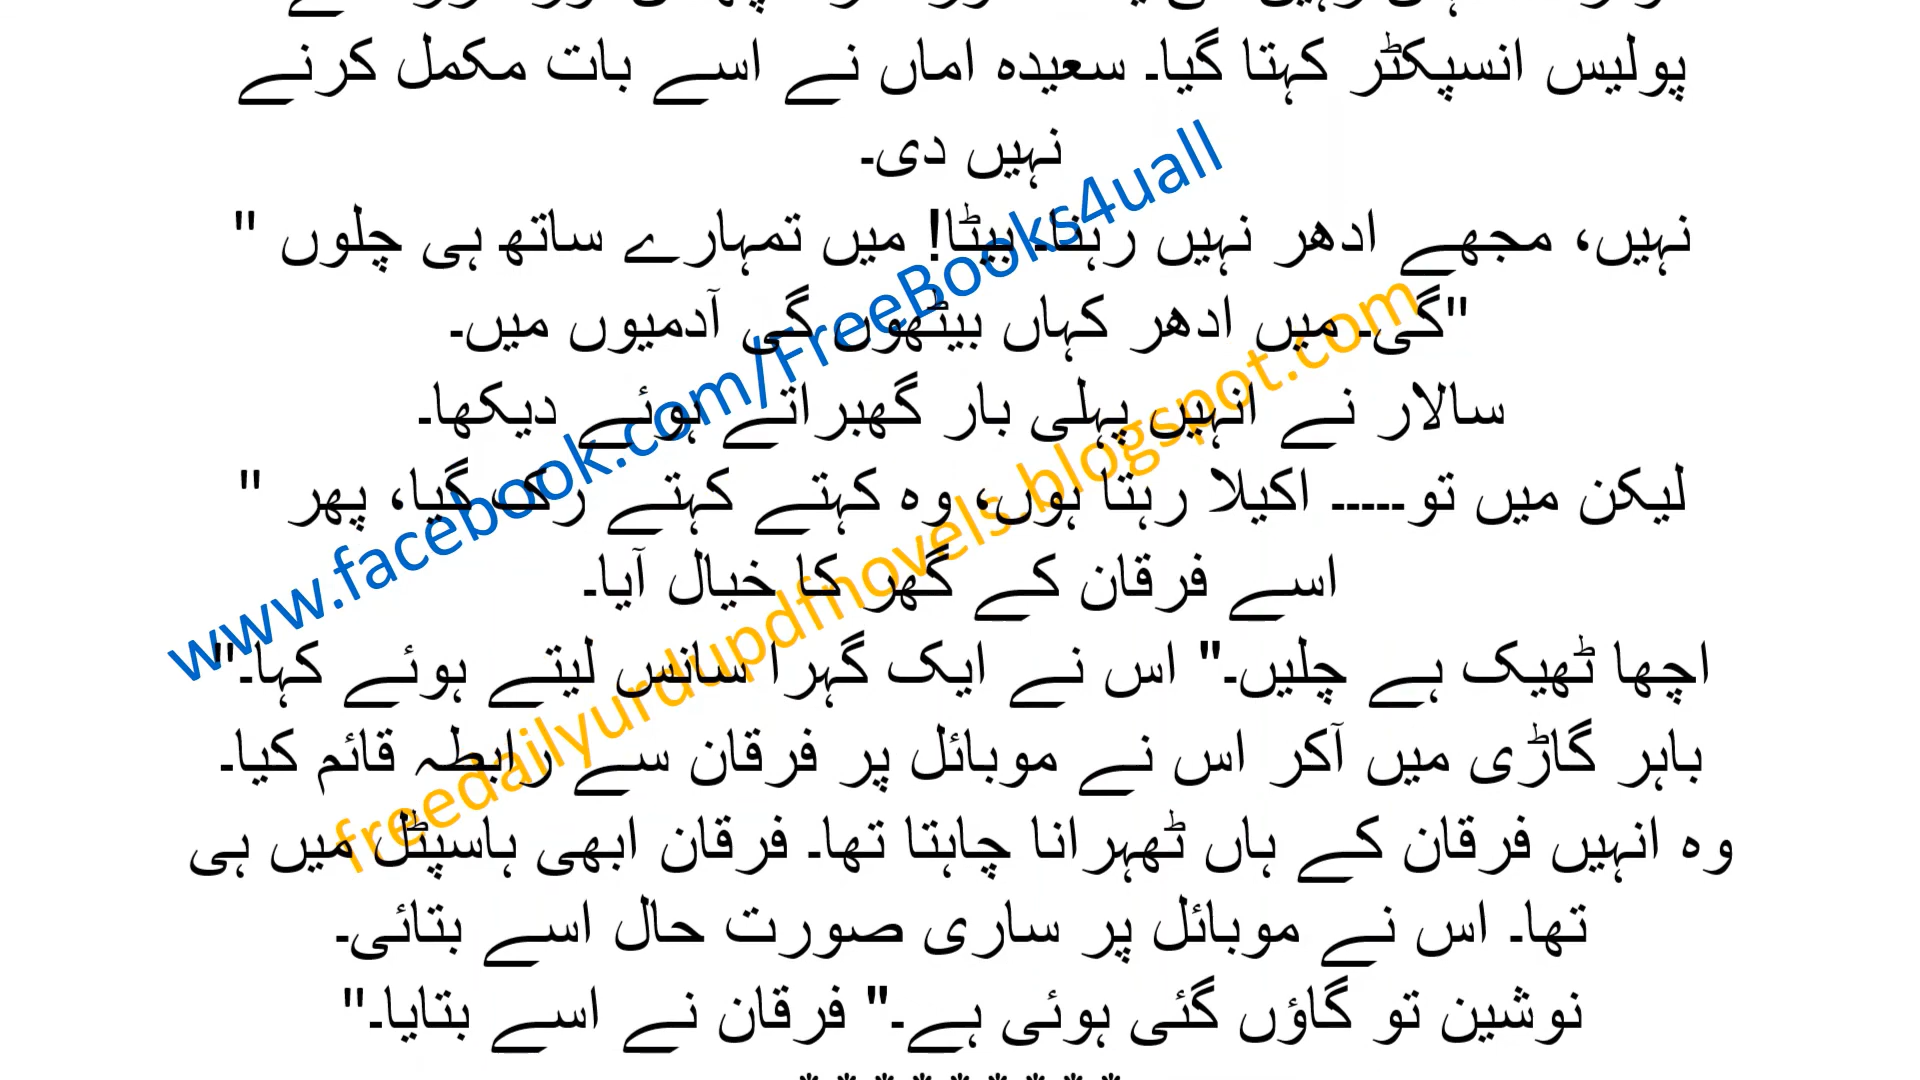 پولیس انسپکٹر کہتا گیا۔ سعیدہ اماں نے اسے بات مکمل کرنے
نہیں دی۔
نہیں، مجھے ادھر نہیں رہنا۔ بیٹا! میں تمہارے ساتھ ہی چلوں "
"گی۔ میں ادھر کہاں بیٹھوں گی آدمیوں میں۔
سالار نے انہیں پہلی بار گھبراتے ہوئے دیکھا۔
لیکن میں تو۔۔۔۔۔ اکیلا رہتا ہوں، وہ کہتے کہتے رک گیا، پھر "
اسے فرقان کے گھر کا خیال آیا۔
اچھا ٹھیک ہے چلیں۔" اس نے ایک گہرا سانس لیتے ہوئے کہا۔"
باہر گاڑی میں آکر اس نے موبائل پر فرقان سے رابطہ قائم کیا۔
وہ انہیں فرقان کے ہاں ٹھہرانا چاہتا تھا۔ فرقان ابھی ہاسپٹل میں ہی
تھا۔ اس نے موبائل پر ساری صورت حال اسے بتائی۔
نوشین تو گاؤں گئی ہوئی ہے۔" فرقان نے اسے بتایا۔"
*********
www.facebook.com/FreeBooks4uall
freedailyurdupdfnovels.blogspot.com